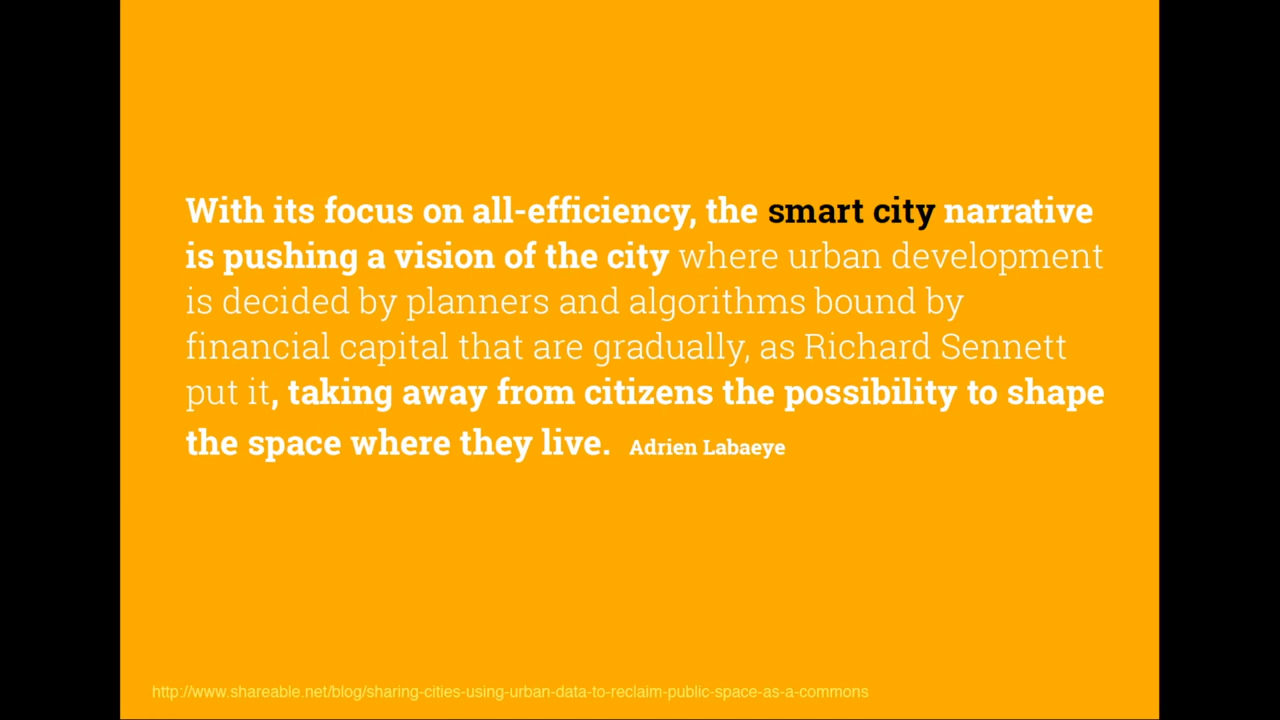 With its focus on all-efficiency, the smart city narrative
is pushing a vision of the city where urban development
is decided by planners and algorithms bound by
financial capital that are gradually, as Richard Sennett
put it, taking away from citizens the possibility to shape
the space where they live. Adrien Labaeye
http://www.shareable.net/blog/sharing-cities-using-urban-data-to-reclaim-public-space-as-a-commons